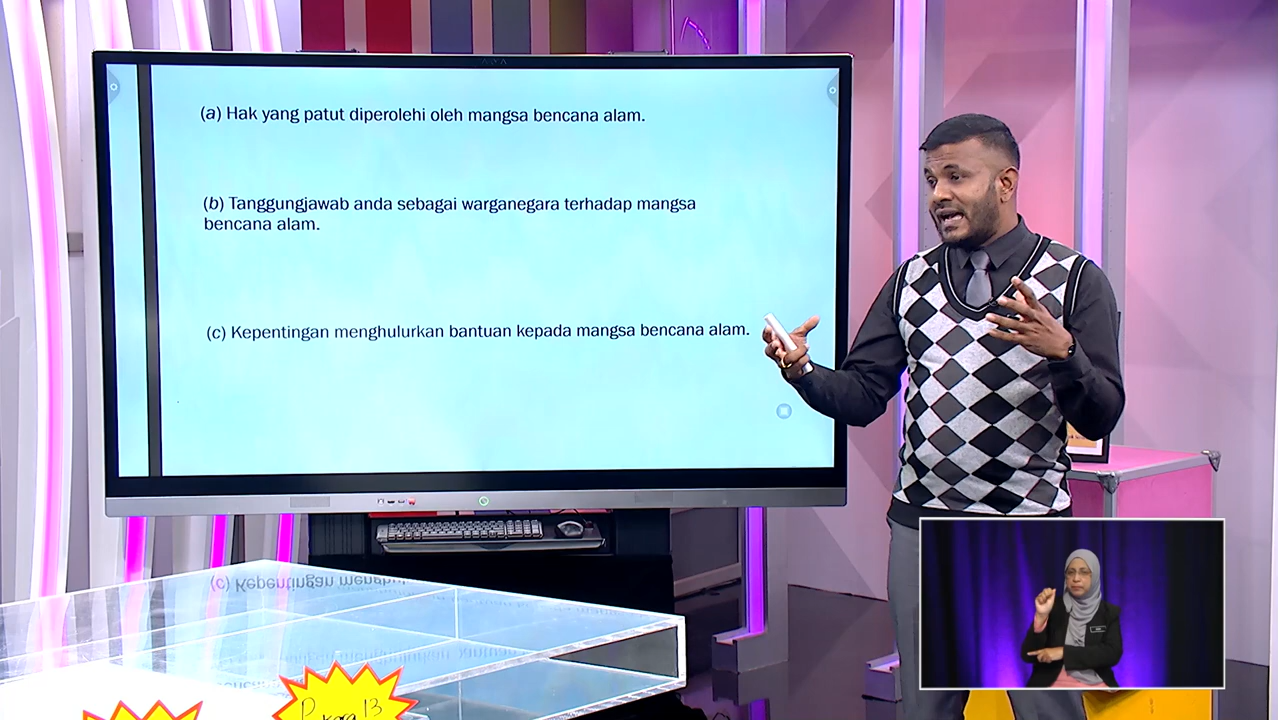 (a) Hak yang patut diperolehi oleh mangsa bencana alam.
(b) Tanggungjawab anda sebagai warganegara terhadap mangsa
bencana alam.
(c) Kepentingan menghulurkan bantuan kepada mangsa bencana alam.